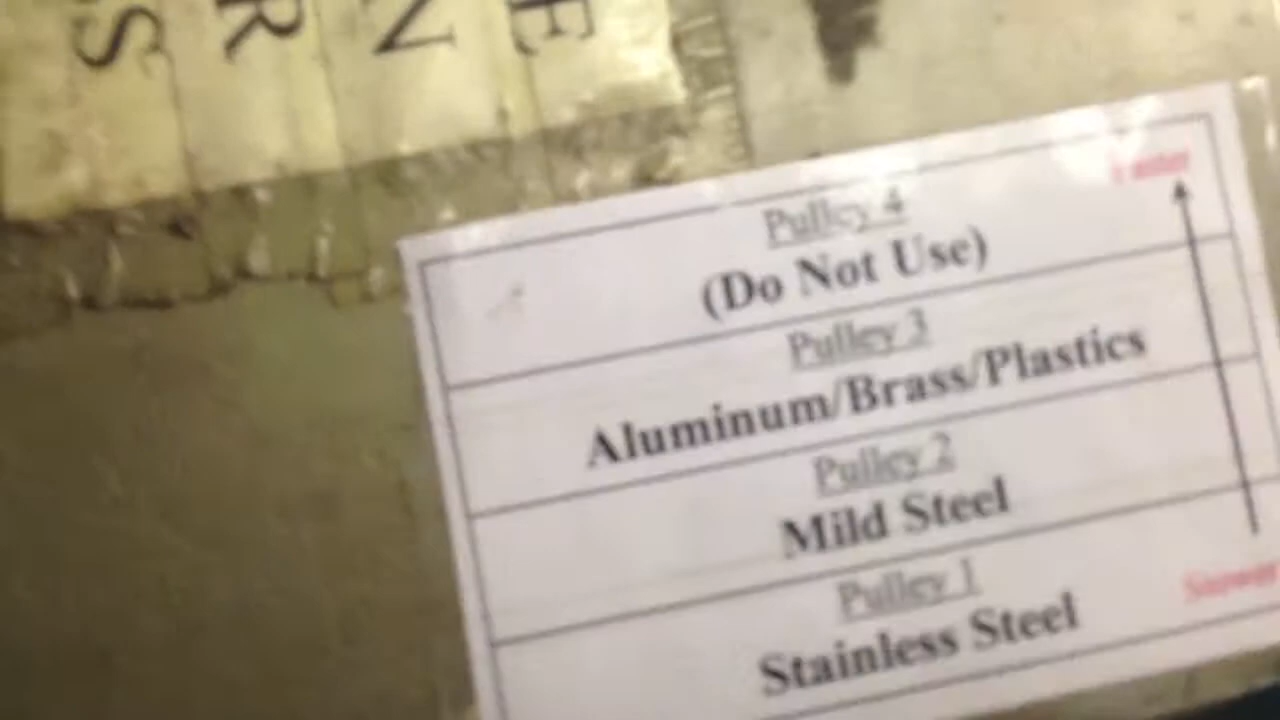 S R N E
Pulley 4
(Do Not Use)
Pulley 3
Aluminum/Brass/Plastics
Pulley 2
Mild Steel
Pulley 1
Stainless Steel